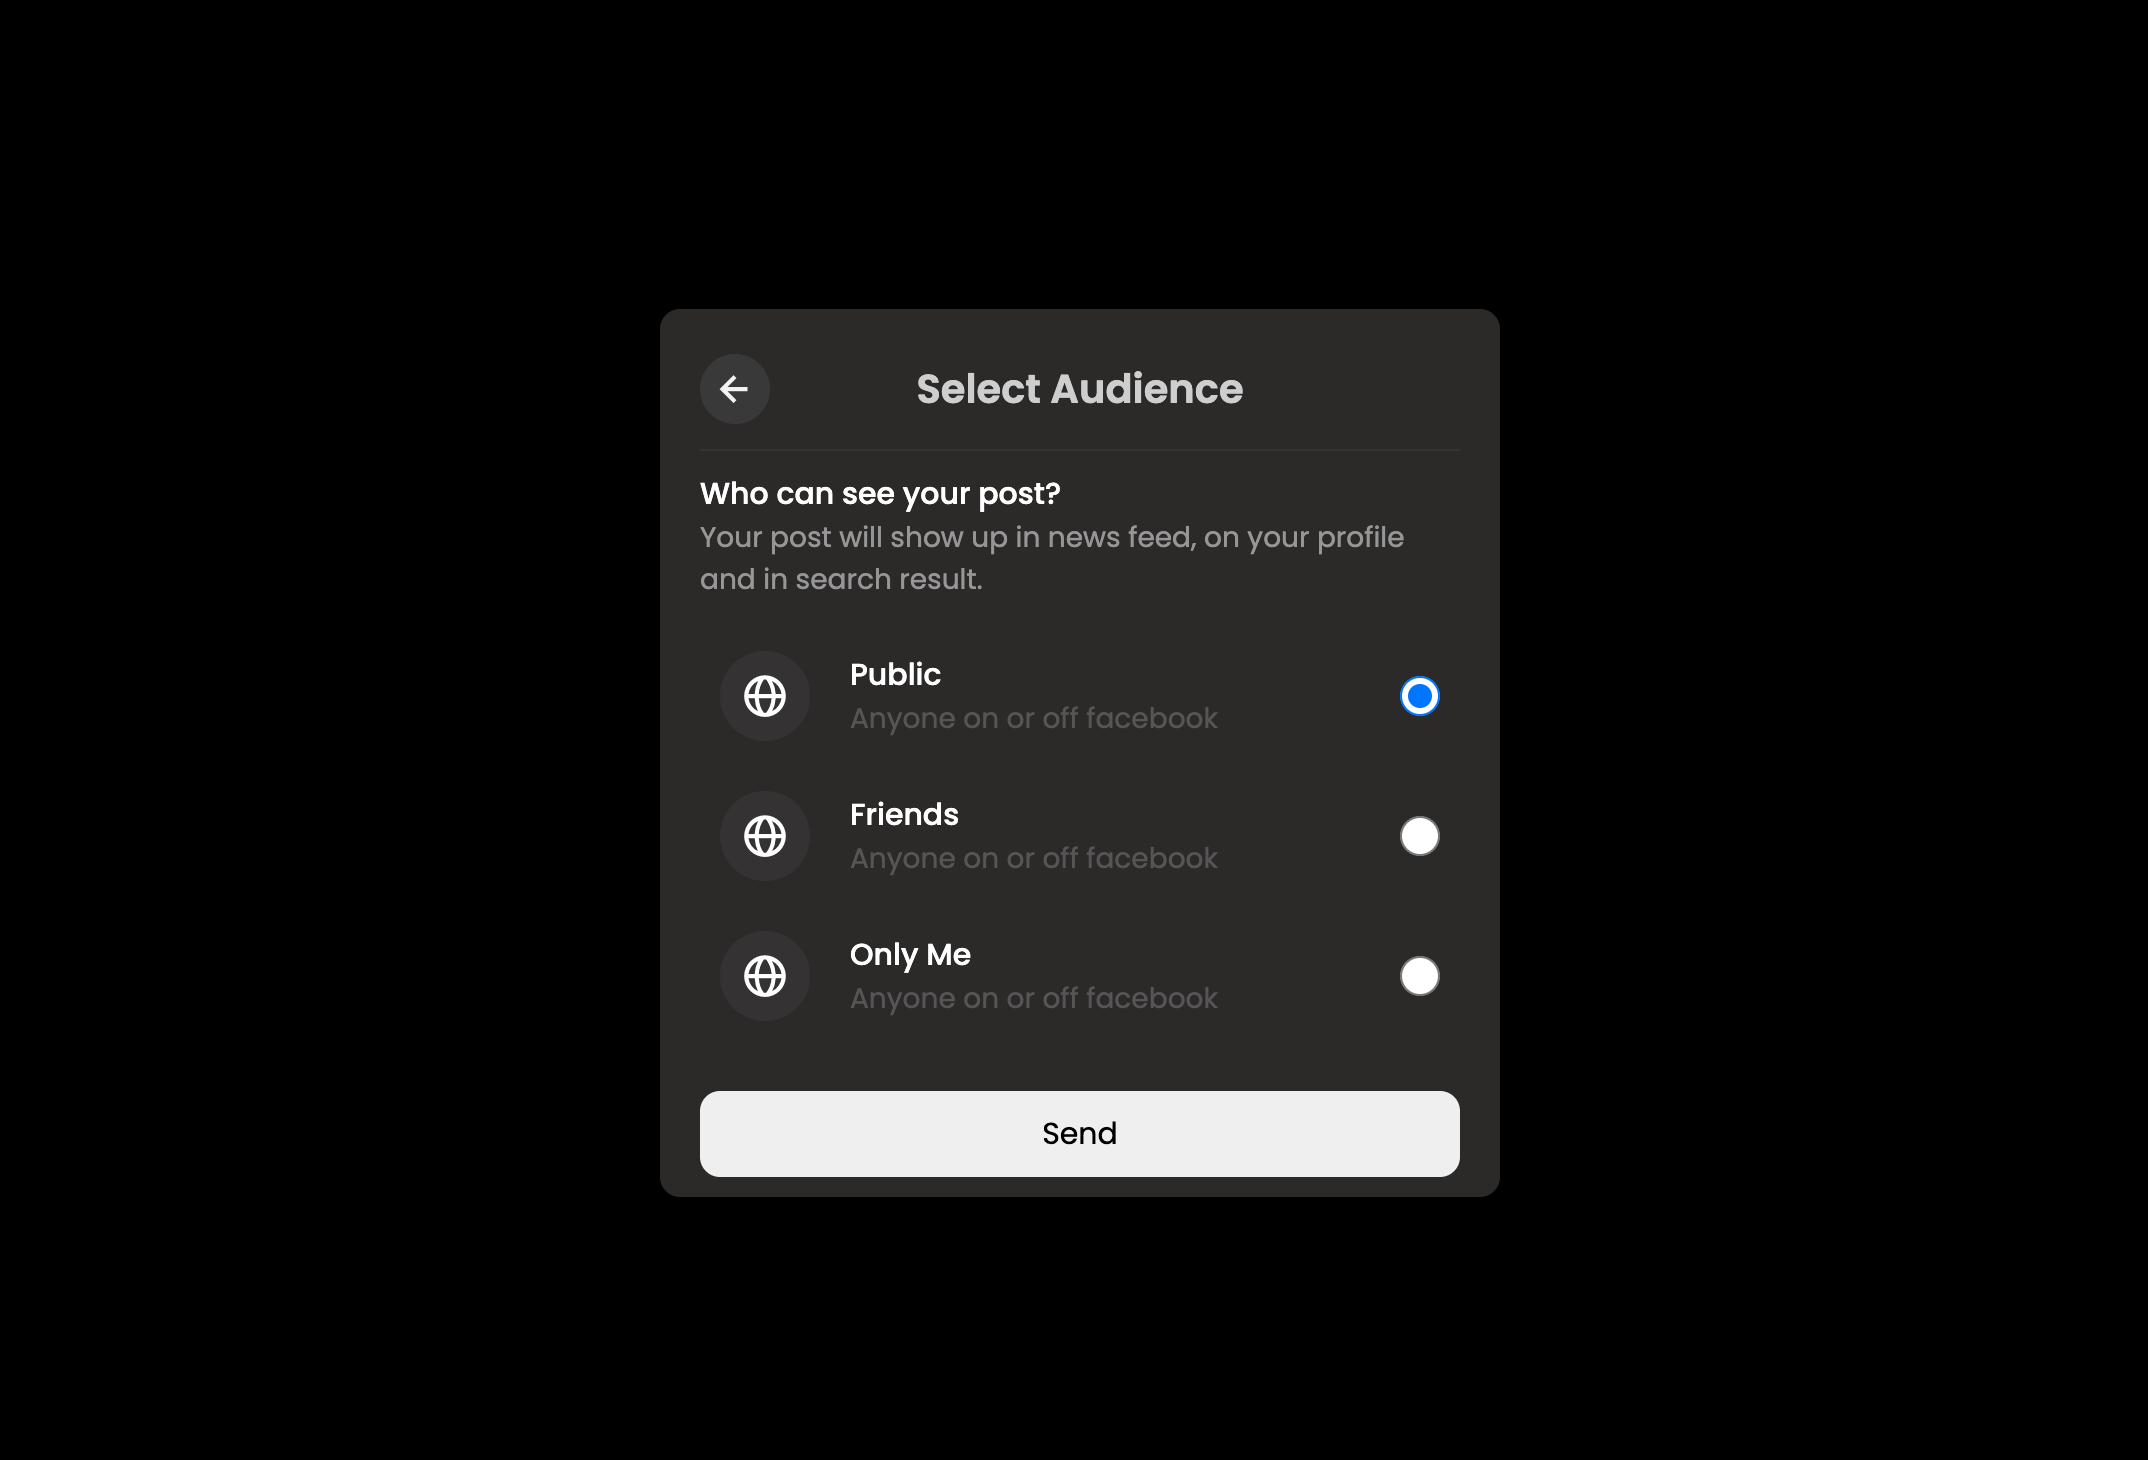 Select Audience
Who can see your post?
Your post will show up in news feed, on your profile
and in search result.
Public
Anyone on or off facebook
Friends
Anyone on or off facebook
Only Me
Anyone on or off facebook
Send